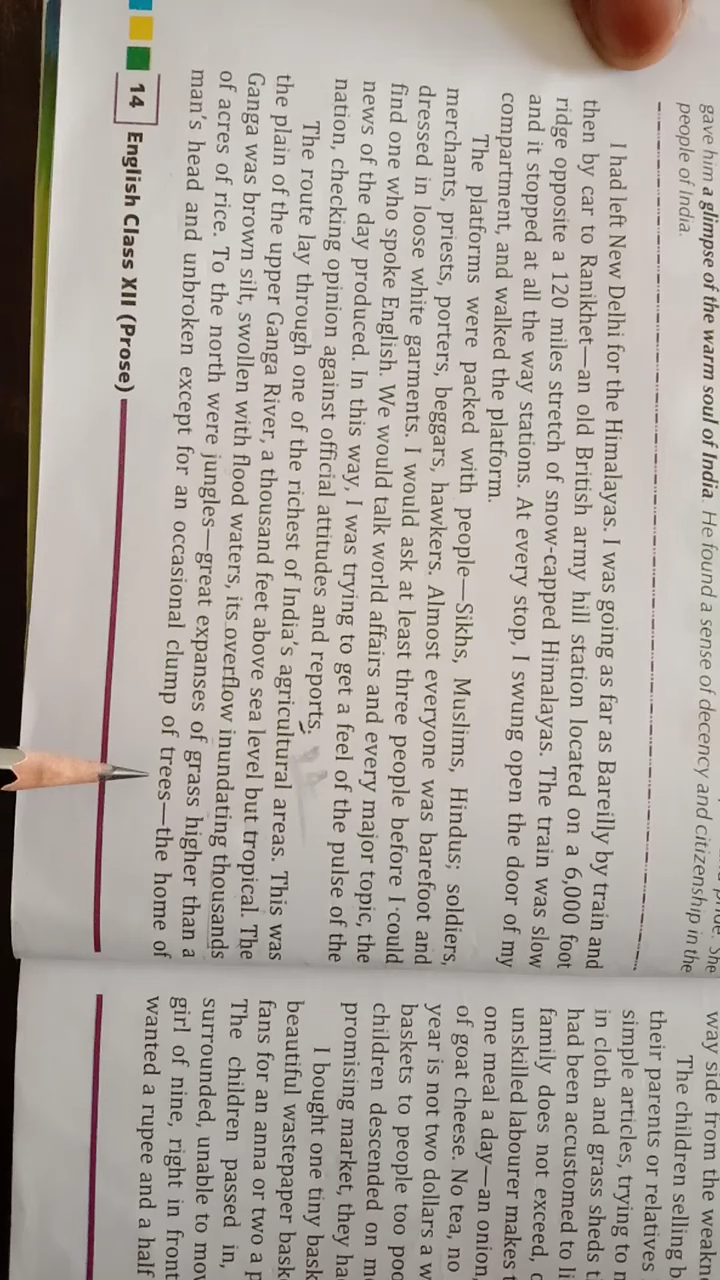 gave him a glimpse of the warm soul of India. He found a sense of decency and citizenship in the
people of India.
I had left New Delhi for the Himalayas. I was going as far as Bareilly by train and
then by car to Ranikhet—an old British army hill station located on a 6,000 foot
ridge opposite a 120 miles stretch of snow-capped Himalayas. The train was slow
and it stopped at all the way stations. At every stop, I swung open the door of my
compartment, and walked the platform.
The platforms were packed with people—Sikhs, Muslims, Hindus; soldiers,
merchants, priests, porters, beggars, hawkers. Almost everyone was barefoot and
dressed in loose white garments. I would ask at least three people before I could
find one who spoke English. We would talk world affairs and every major topic, the
news of the day produced. In this way, I was trying to get a feel of the pulse of the
nation, checking opinion against official attitudes and reports.
The route lay through one of the richest of India's agricultural areas. This was
the plain of the upper Ganga River, a thousand feet above sea level but tropical. The
Ganga was brown silt, swollen with flood waters, its overflow inundating thousands
of acres of rice. To the north were jungles—great expanses of grass higher than a
man's head and unbroken except for an occasional clump of trees—the home of
14 English Class XII (Prose)
way side from the
The children selling
their parents or relatives
simple articles, trying to
in cloth and grass sheds
had been accustomed to
family does not exceed,
unskilled labourer makes
one meal a day—an onion,
of goat cheese. No tea, no
year is not two dollars a
baskets to people too
children descended on
promising market, they
I bought one tiny
beautiful wastepaper
fans for an anna or two a
The children passed in,
surrounded, unable to
girl of nine, right in front
wanted a rupee and a half